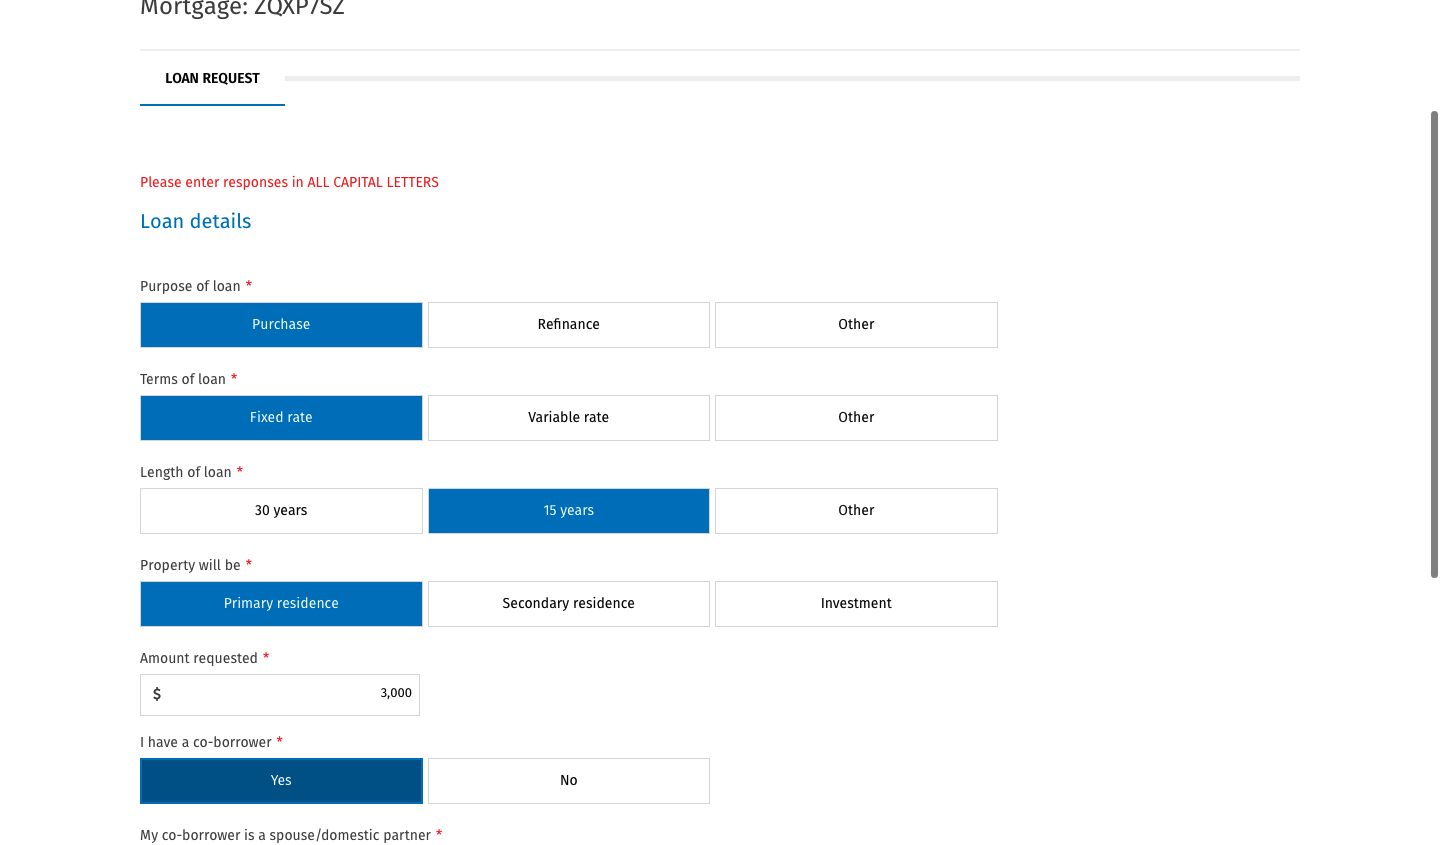 Mortgage: ZQXP7SZ
LOAN REQUEST
Please enter responses in ALL CAPITAL LETTERS
Loan details
Purpose of loan *
Purchase Refinance Other
Terms of loan *
Fixed rate Variable rate Other
Length of loan *
30 years 15 years Other
Property will be *
Primary residence Secondary residence Investment
Amount requested *
$ 3,000
I have a co-borrower *
Yes No
My co-borrower is a spouse/domestic partner *